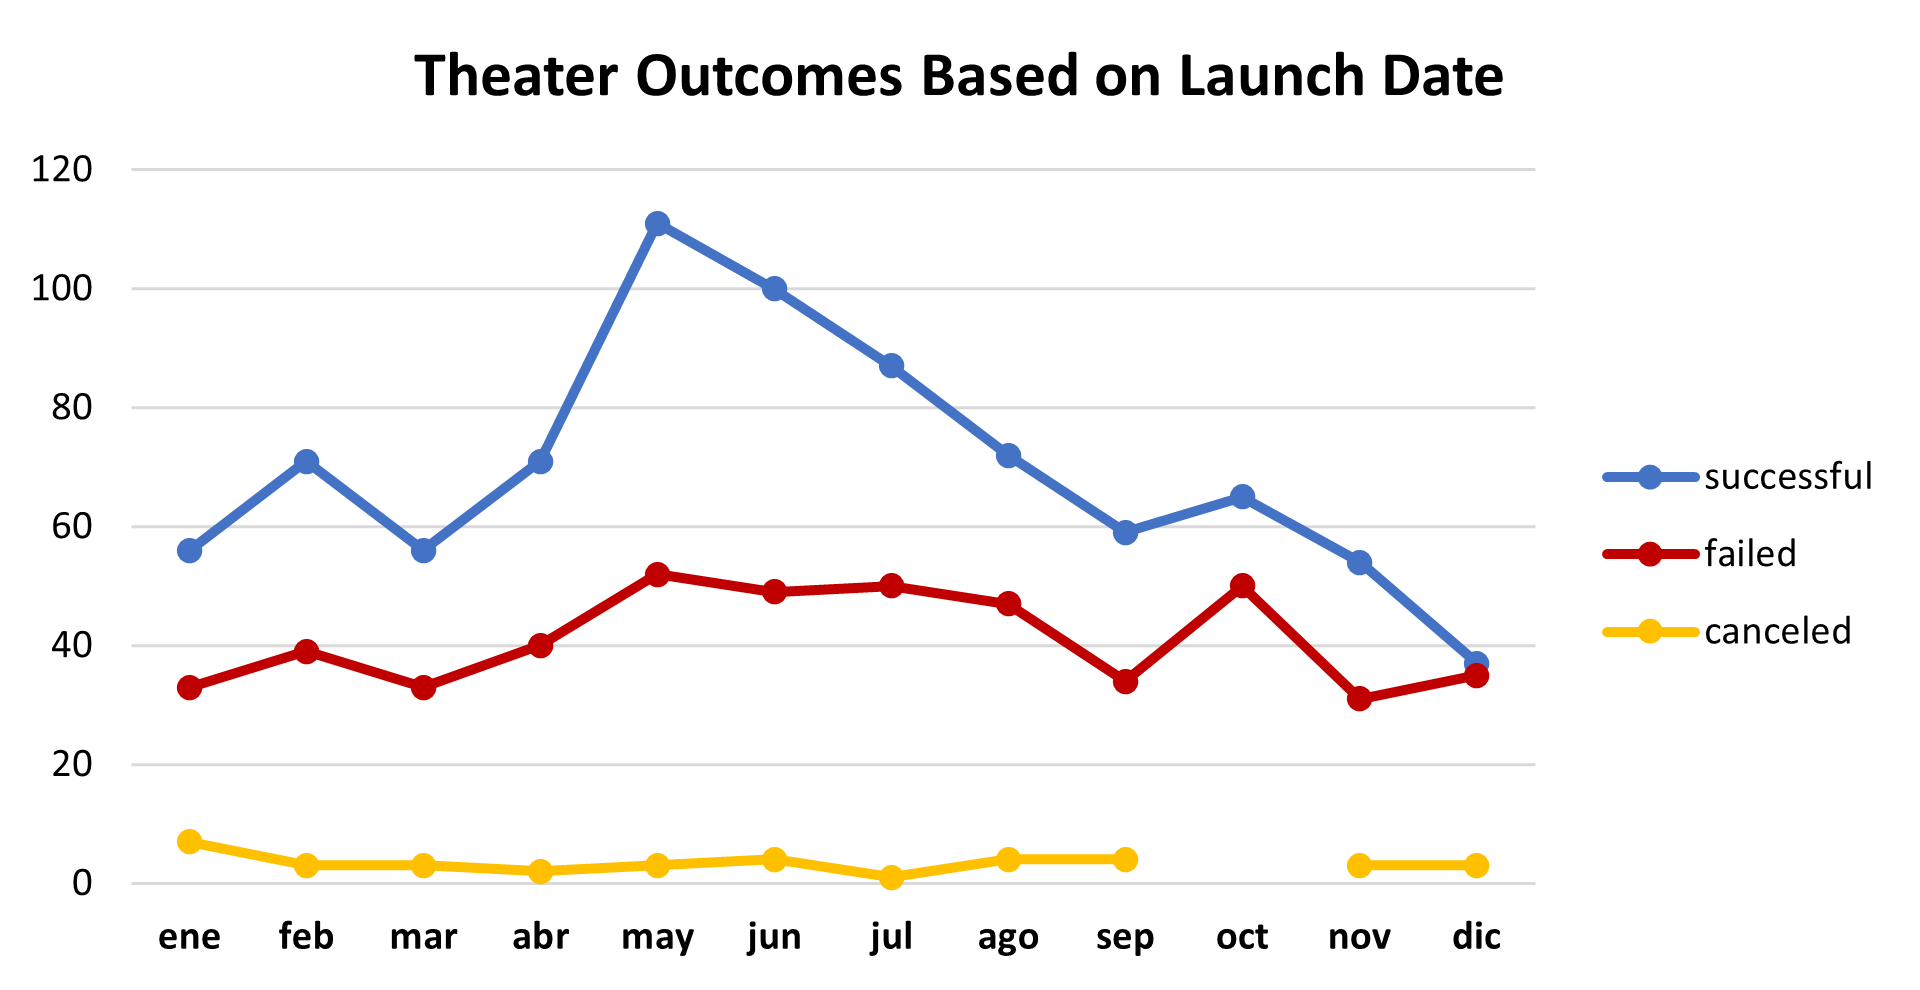 Theater Outcomes Based on Launch Date
120
100
80
60
40
20
0
ene feb mar abr may jun jul ago sep oct nov dic
successful
failed
canceled